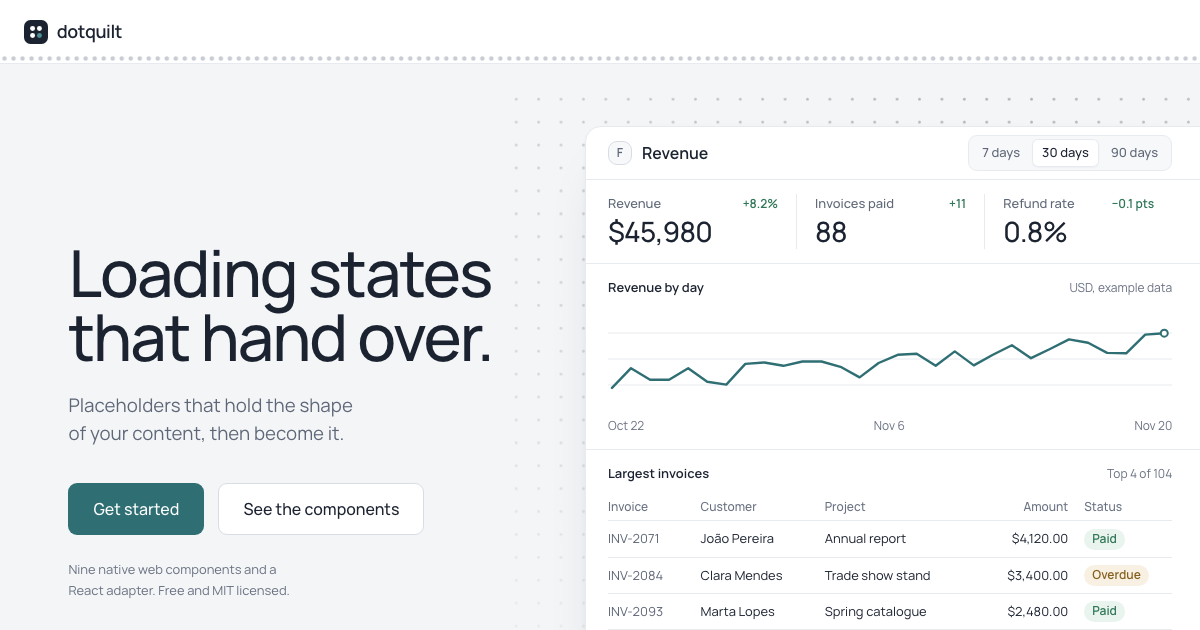 dotquilt
Loading states
that hand over.
Placeholders that hold the shape
of your content, then become it.
Get started
See the components
Nine native web components and a
React adapter. Free and MIT licensed.
F Revenue 7 days 30 days 90 days
Revenue +8.2% Invoices paid +11 Refund rate −0.1 pts
$45,980 88 0.8%
Revenue by day USD, example data
Oct 22 Nov 6 Nov 20
Largest invoices Top 4 of 104
Invoice Customer Project Amount Status
INV-2071 João Pereira Annual report $4,120.00 Paid
INV-2084 Clara Mendes Trade show stand $3,400.00 Overdue
INV-2093 Marta Lopes Spring catalogue $2,480.00 Paid